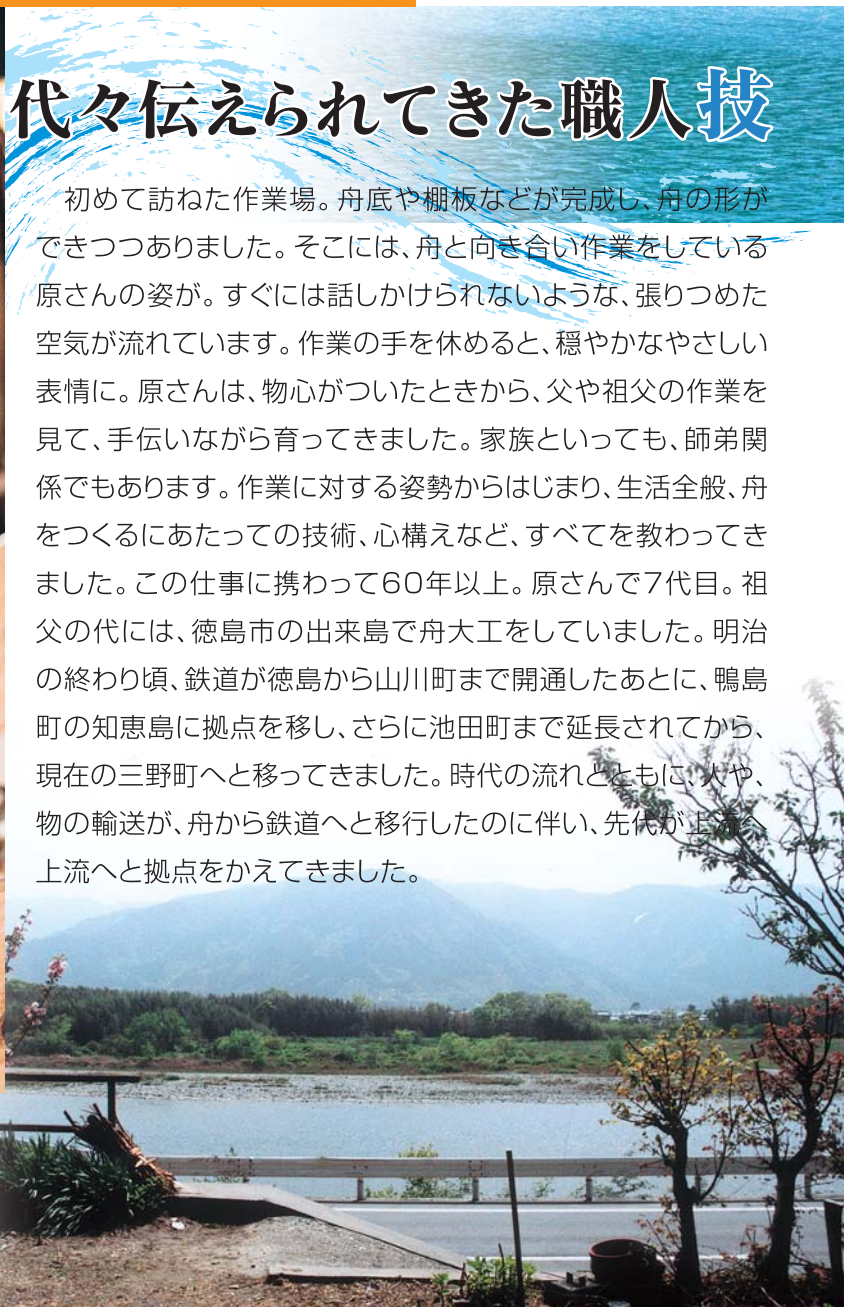 代々伝えられてきた職人技
　初めて訪ねた作業場。舟底や棚板などが完成し、舟の形が
できつつありました。そこには、舟と向き合い作業をしている
原さんの姿が。すぐには話しかけられないような、張りつめた
空気が流れています。作業の手を休めると、穏やかなやさしい
表情に。原さんは、物心がついたときから、父や祖父の作業を
見て、手伝いながら育ってきました。家族といっても、師弟関
係でもあります。作業に対する姿勢からはじまり、生活全般、舟
をつくるにあたっての技術、心構えなど、すべてを教わってき
ました。この仕事に携わって60年以上。原さんで7代目。祖
父の代には、徳島市の出来島で舟大工をしていました。明治
の終わり頃、鉄道が徳島から山川町まで開通したあとに、鴨島
町の知恵島に拠点を移し、さらに池田町まで延長されてから、
現在の三野町へと移ってきました。時代の流れとともに、人や、
物の輸送が、舟から鉄道へと移行したのに伴い、先代が上流へ
上流へと拠点をかえてきました。